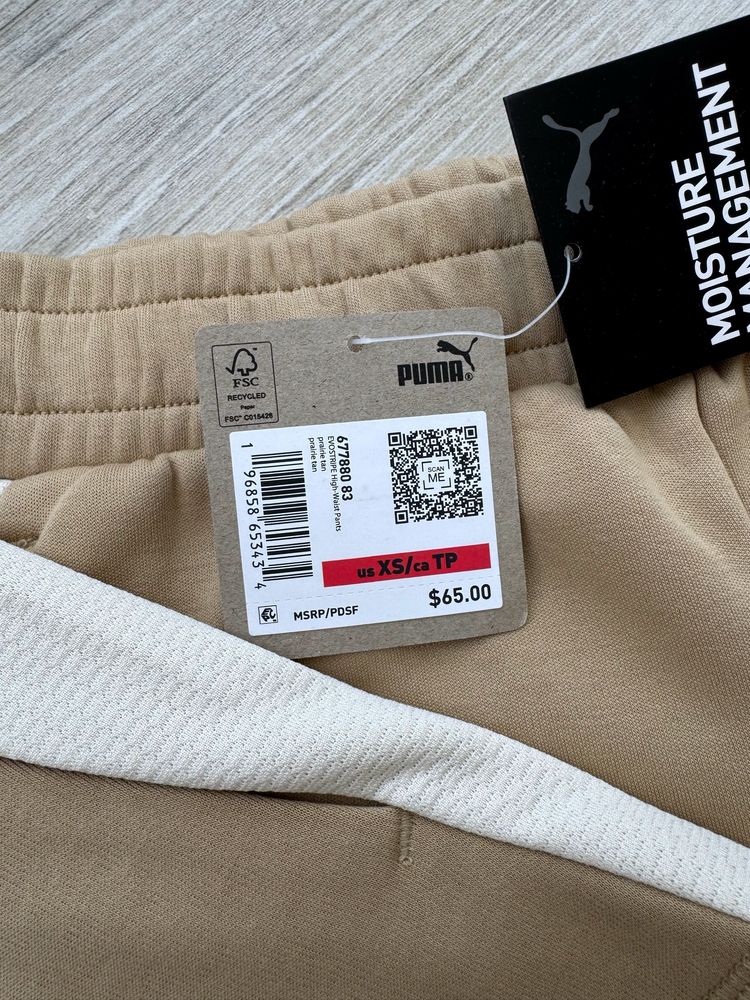 MOISTURE
MANAGEMENT
PUMA®
FSC
RECYCLED
Paper
FSC® C015428
677880 83
EVOSTRIPE High-Waist Pants
prairie tan
prairie tan
SCAN
ME
1 96858 65343 4
us XS/ca TP
MSRP/PDSF
$65.00